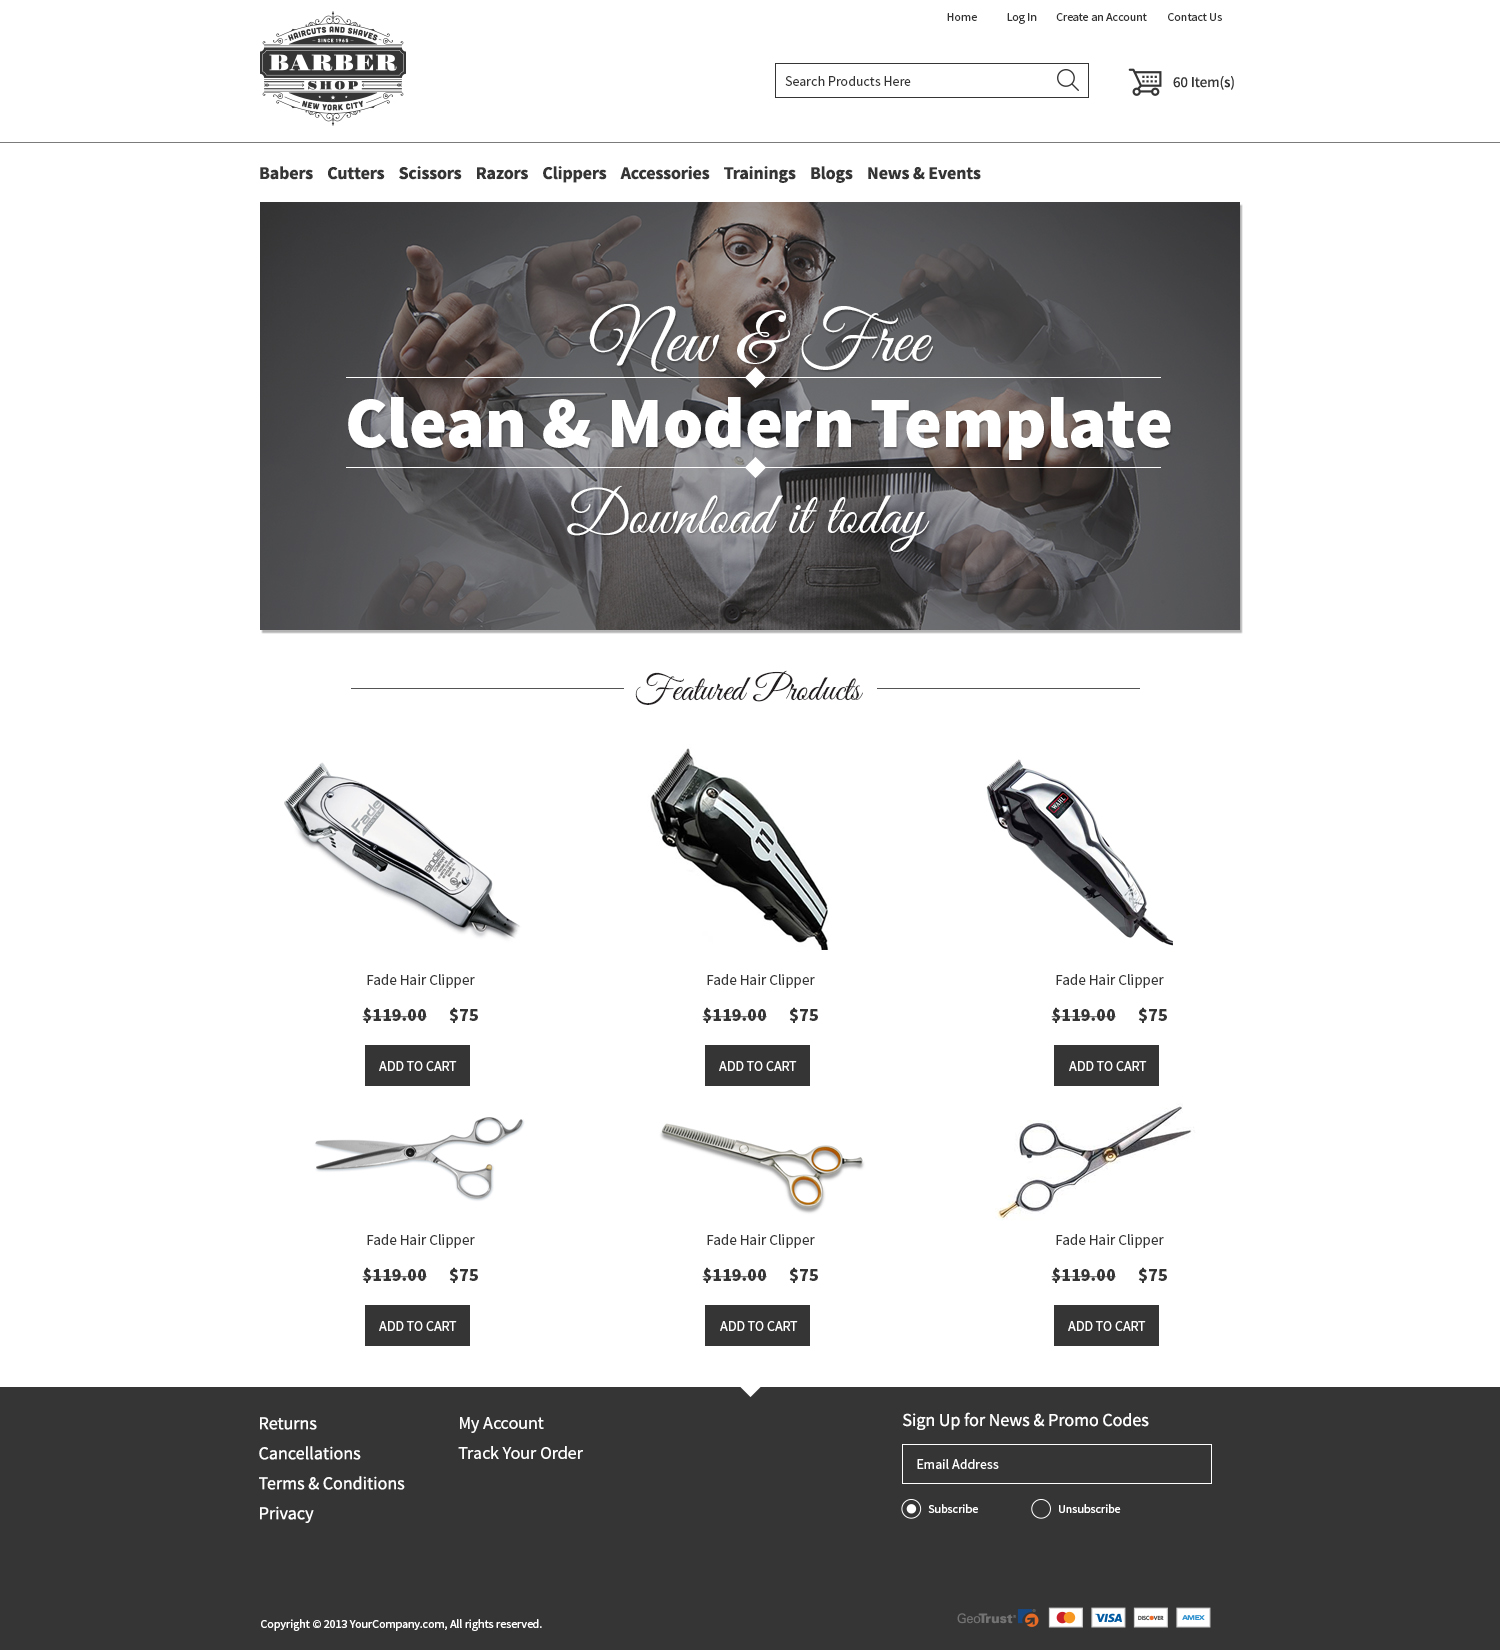 Home Log In Create an Account Contact Us
HAIRCUTS AND SHAVES
SINCE 1965
BARBER
SHOP
NEW YORK CITY
Search Products Here
60 Item(s)
Babers Cutters Scissors Razors Clippers Accessories Trainings Blogs News & Events
New & Free
Clean & Modern Template
Download it today
Featured Products
Fade
andis
WAHL
Fade Hair Clipper Fade Hair Clipper Fade Hair Clipper
$119.00 $75 $119.00 $75 $119.00 $75
ADD TO CART ADD TO CART ADD TO CART
Fade Hair Clipper Fade Hair Clipper Fade Hair Clipper
$119.00 $75 $119.00 $75 $119.00 $75
ADD TO CART ADD TO CART ADD TO CART
Returns
Cancellations
Terms & Conditions
Privacy
My Account
Track Your Order
Sign Up for News & Promo Codes
Email Address
Subscribe Unsubscribe
Copyright © 2013 YourCompany.com, All rights reserved.
GeoTrust VISA DISCOVER AMEX